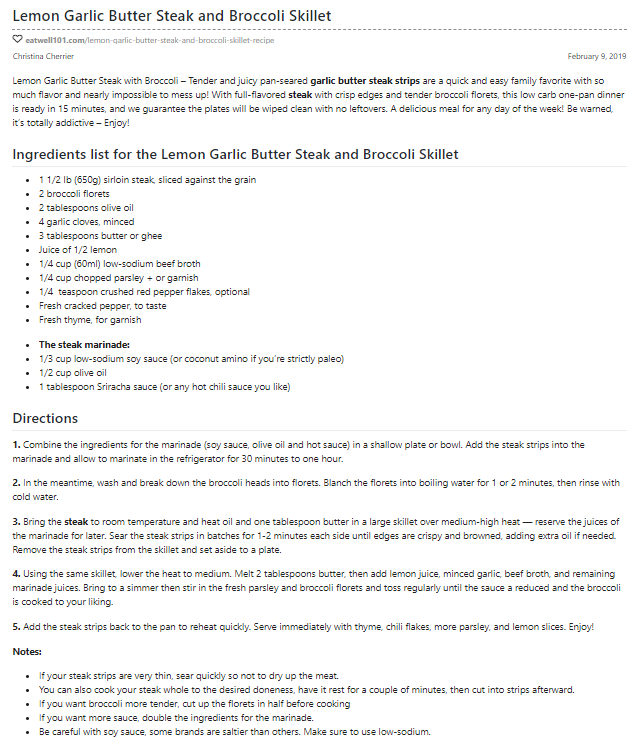 Lemon Garlic Butter Steak and Broccoli Skillet
eatwell101.com/lemon-garlic-butter-steak-and-broccoli-skillet-recipe
Christina Cherrier
February 9, 2019
Lemon Garlic Butter Steak with Broccoli – Tender and juicy pan-seared garlic butter steak strips are a quick and easy family favorite with so
much flavor and nearly impossible to mess up! With full-flavored steak with crisp edges and tender broccoli florets, this low carb one-pan dinner
is ready in 15 minutes, and we guarantee the plates will be wiped clean with no leftovers. A delicious meal for any day of the week! Be warned,
it's totally addictive – Enjoy!
Ingredients list for the Lemon Garlic Butter Steak and Broccoli Skillet
• 1 1/2 lb (650g) sirloin steak, sliced against the grain
• 2 broccoli florets
• 2 tablespoons olive oil
• 4 garlic cloves, minced
• 3 tablespoons butter or ghee
• Juice of 1/2 lemon
• 1/4 cup (60ml) low-sodium beef broth
• 1/4 cup chopped parsley + or garnish
• 1/4 teaspoon crushed red pepper flakes, optional
• Fresh cracked pepper, to taste
• Fresh thyme, for garnish
• The steak marinade:
• 1/3 cup low-sodium soy sauce (or coconut amino if you're strictly paleo)
• 1/2 cup olive oil
• 1 tablespoon Sriracha sauce (or any hot chili sauce you like)
Directions
1. Combine the ingredients for the marinade (soy sauce, olive oil and hot sauce) in a shallow plate or bowl. Add the steak strips into the
marinade and allow to marinate in the refrigerator for 30 minutes to one hour.
2. In the meantime, wash and break down the broccoli heads into florets. Blanch the florets into boiling water for 1 or 2 minutes, then rinse with
cold water.
3. Bring the steak to room temperature and heat oil and one tablespoon butter in a large skillet over medium-high heat — reserve the juices of
the marinade for later. Sear the steak strips in batches for 1-2 minutes each side until edges are crispy and browned, adding extra oil if needed.
Remove the steak strips from the skillet and set aside to a plate.
4. Using the same skillet, lower the heat to medium. Melt 2 tablespoons butter, then add lemon juice, minced garlic, beef broth, and remaining
marinade juices. Bring to a simmer then stir in the fresh parsley and broccoli florets and toss regularly until the sauce a reduced and the broccoli
is cooked to your liking.
5. Add the steak strips back to the pan to reheat quickly. Serve immediately with thyme, chili flakes, more parsley, and lemon slices. Enjoy!
Notes:
• If your steak strips are very thin, sear quickly so not to dry up the meat.
• You can also cook your steak whole to the desired doneness, have it rest for a couple of minutes, then cut into strips afterward.
• If you want broccoli more tender, cut up the florets in half before cooking
• If you want more sauce, double the ingredients for the marinade.
• Be careful with soy sauce, some brands are saltier than others. Make sure to use low-sodium.